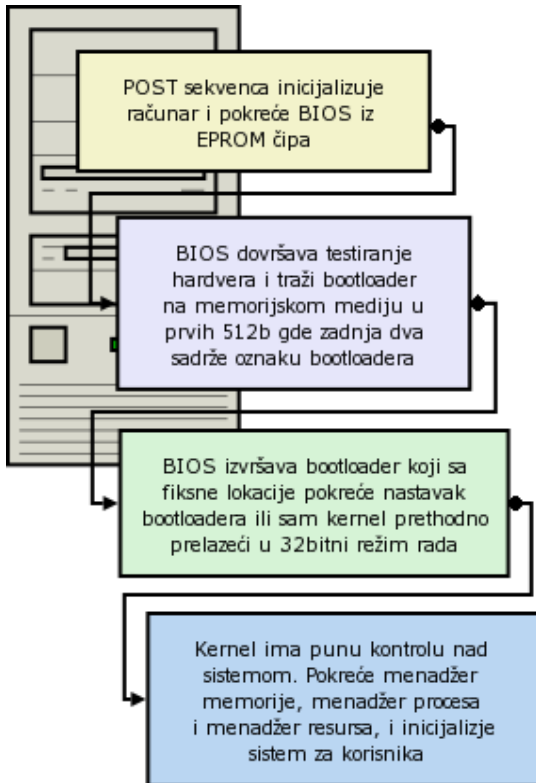 POST sekvenca inicijalizuje
računar i pokreće BIOS iz
EPROM čipa
BIOS dovršava testiranje
hardvera i traži bootloader
na memorijskom mediju u
prvih 512b gde zadnja dva
sadrže oznaku bootloadera
BIOS izvršava bootloader koji sa
fiksne lokacije pokreće nastavak
bootloadera ili sam kernel prethodno
prelazeći u 32bitni režim rada
Kernel ima punu kontrolu nad
sistemom. Pokreće menadžer
memorije, menadžer procesa
i menadžer resursa, i inicijalizje
sistem za korisnika